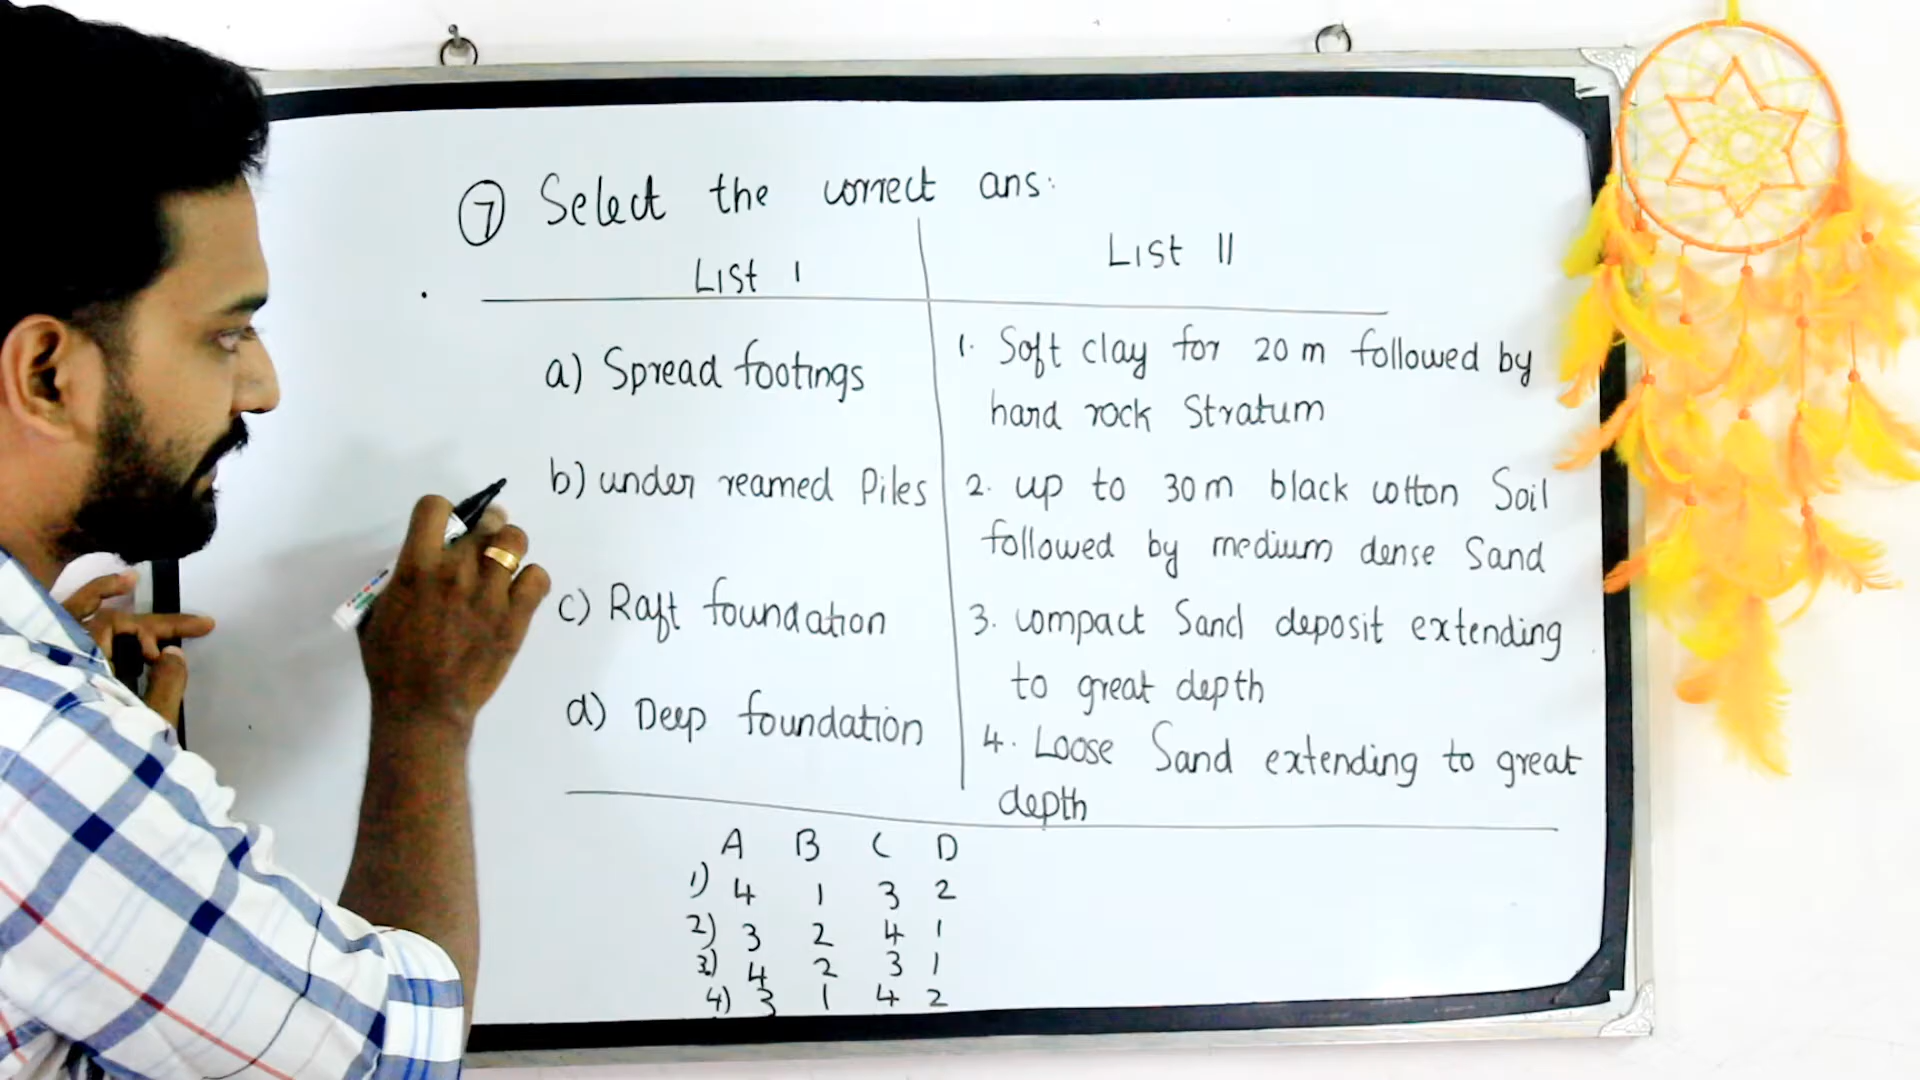 7 Select the correct ans:
List I
List II
a) Spread footings
b) under reamed Piles
c) Raft foundation
d) Deep foundation
1. Soft clay for 20 m followed by
hard rock Stratum
2. up to 30 m black cotton Soil
followed by medium dense Sand
3. compact Sand deposit extending
to great depth
4. Loose Sand extending to great
depth
A B C D
1) 4 1 3 2
2) 3 2 4 1
3) 4 2 3 1
4) 3 1 4 2